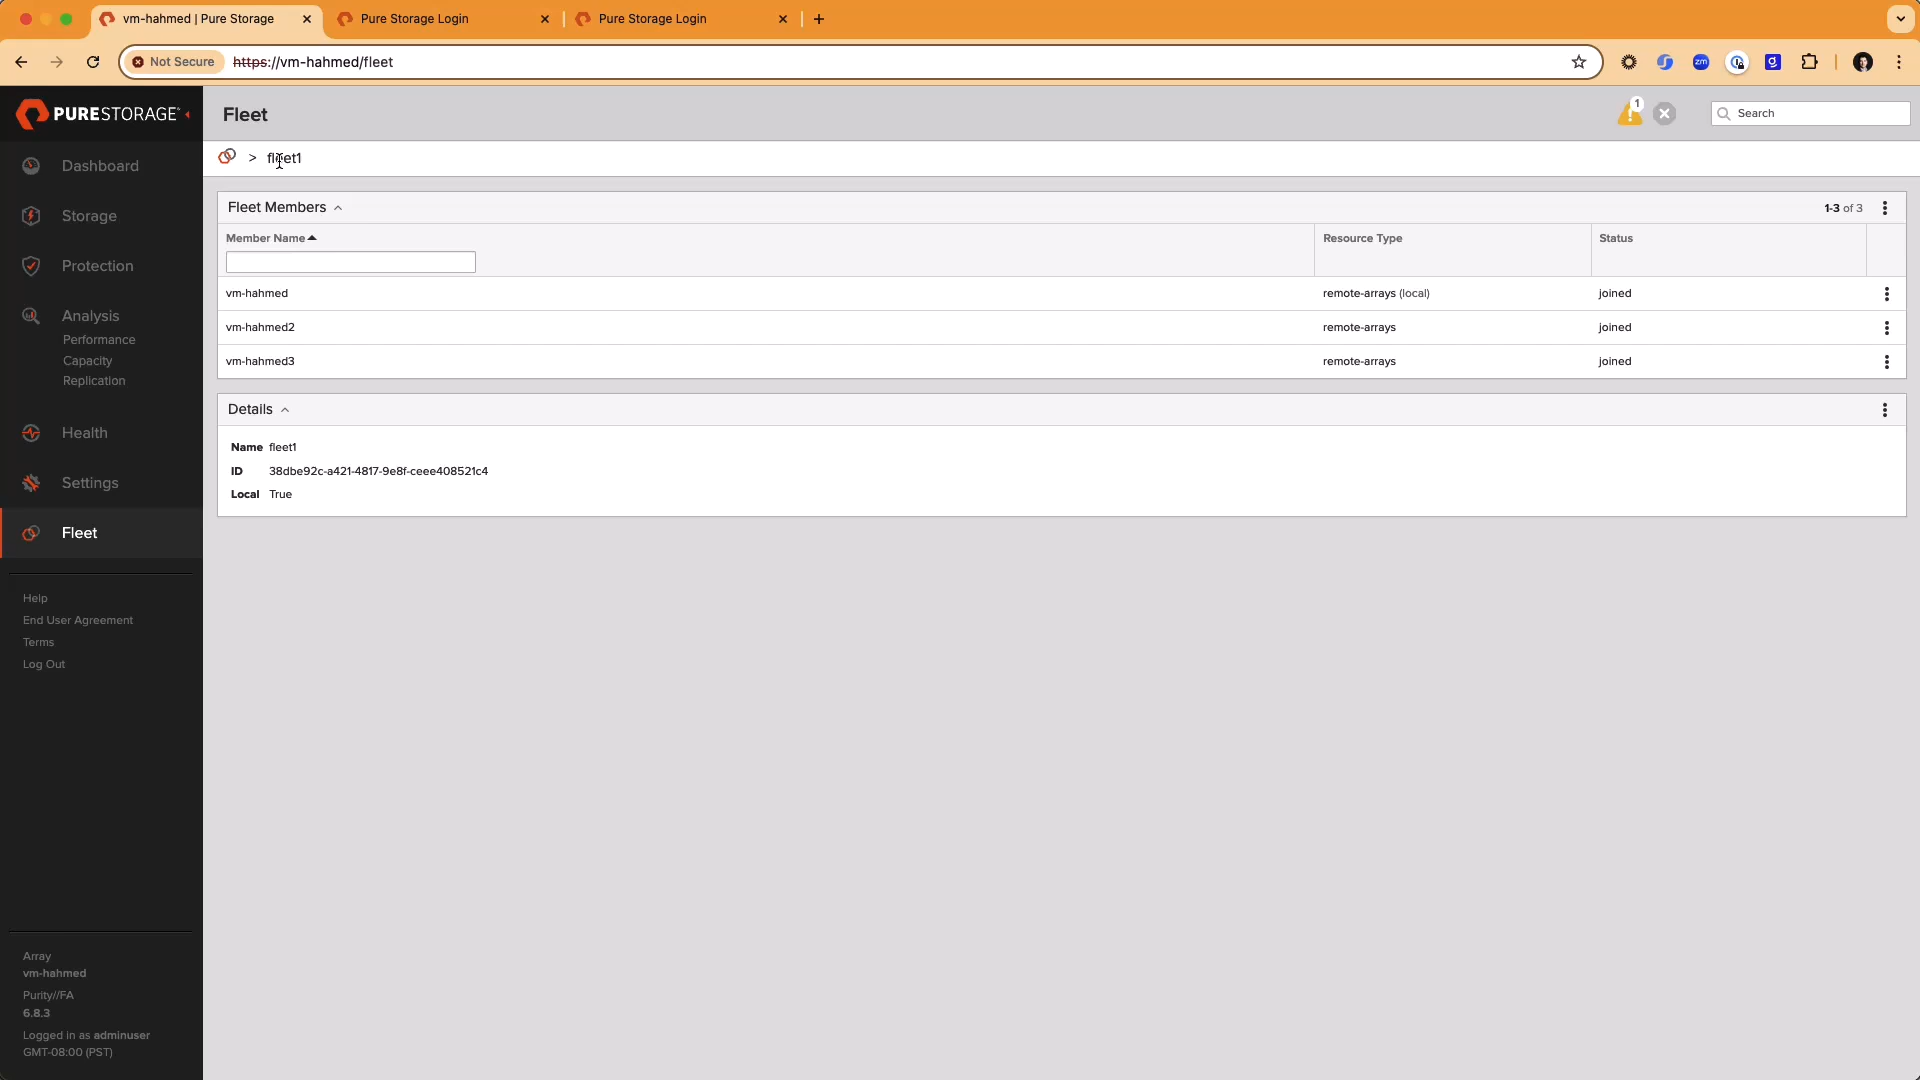 vm-hahmed | Pure Storage
Pure Storage Login
Pure Storage Login
Not Secure
https://vm-hahmed/fleet
zm
g
PURESTORAGE®
Fleet
1
Search
> fleet1
Dashboard
Storage
Protection
Analysis
Performance
Capacity
Replication
Health
Settings
Fleet
Help
End User Agreement
Terms
Log Out
Array
vm-hahmed
Purity//FA
6.8.3
Logged in as adminuser
GMT-08:00 (PST)
Fleet Members
1-3 of 3
Member Name Resource Type Status
vm-hahmed remote-arrays (local) joined
vm-hahmed2 remote-arrays joined
vm-hahmed3 remote-arrays joined
Details
Name fleet1
ID 38dbe92c-a421-4817-9e8f-ceee408521c4
Local True